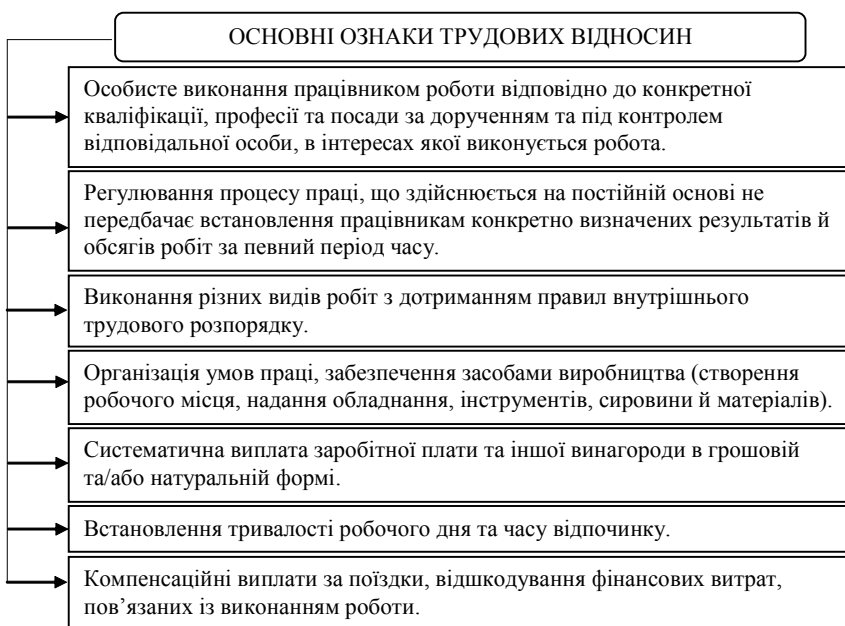 ОСНОВНІ ОЗНАКИ ТРУДОВИХ ВІДНОСИН
Особисте виконання працівником роботи відповідно до конкретної
кваліфікації, професії та посади за дорученням та під контролем
відповідальної особи, в інтересах якої виконується робота.
Регулювання процесу праці, що здійснюється на постійній основі не
передбачає встановлення працівникам конкретно визначених результатів й
обсягів робіт за певний період часу.
Виконання різних видів робіт з дотриманням правил внутрішнього
трудового розпорядку.
Організація умов праці, забезпечення засобами виробництва (створення
робочого місця, надання обладнання, інструментів, сировини й матеріалів).
Систематична виплата заробітної плати та іншої винагороди в грошовій
та/або натуральній формі.
Встановлення тривалості робочого дня та часу відпочинку.
Компенсаційні виплати за поїздки, відшкодування фінансових витрат,
пов’язаних із виконанням роботи.